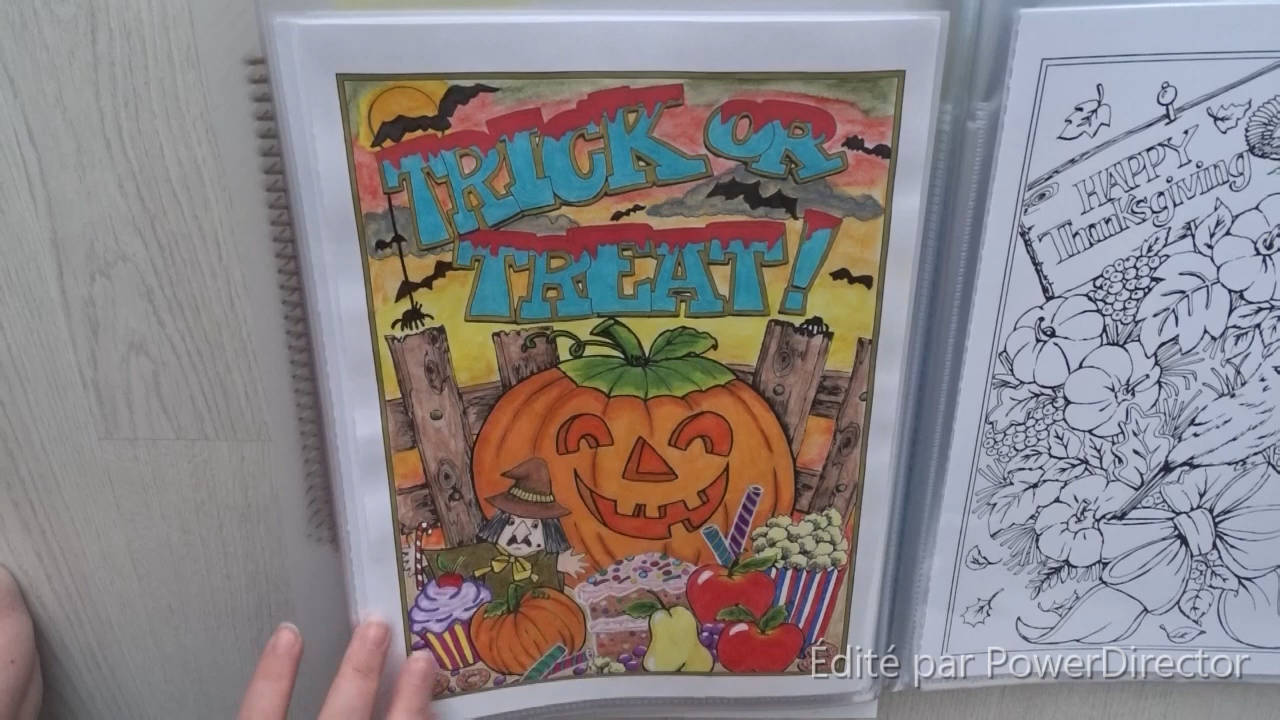 TRICK OR
TREAT!
HAPPY
Thanksgiving
Édité par PowerDirector